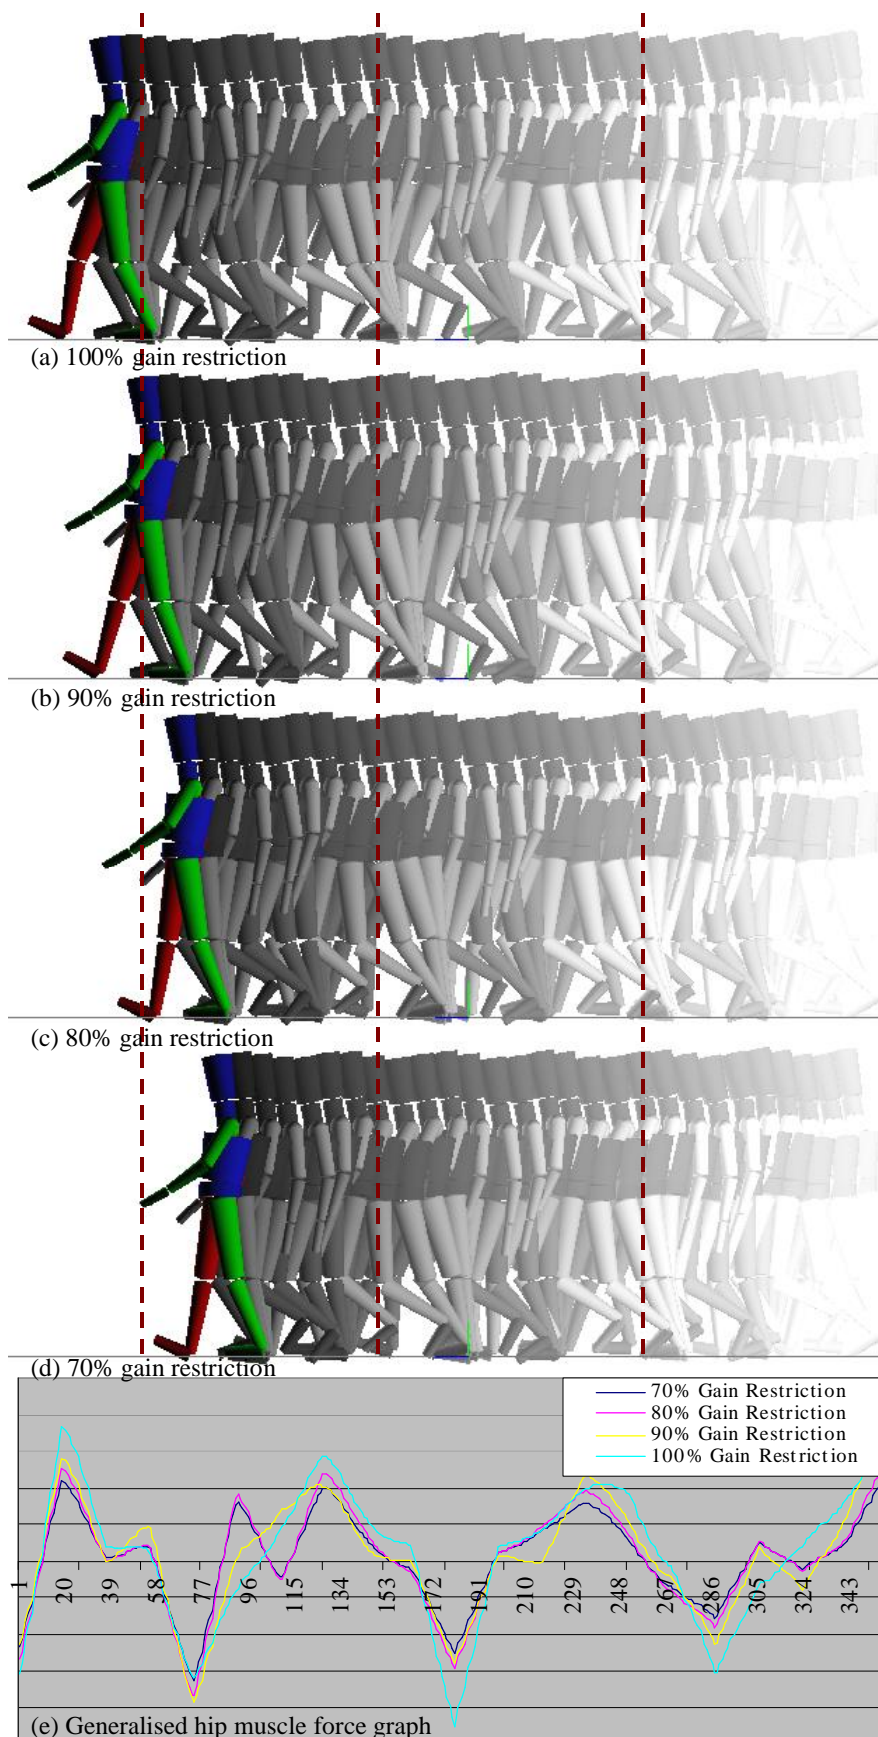 (a) 100% gain restriction
(b) 90% gain restriction
(c) 80% gain restriction
(d) 70% gain restriction
70% Gain Restriction
80% Gain Restriction
90% Gain Restriction
100% Gain Restriction
1 20 39 58 77 96 115 134 153 172 191 210 229 248 267 286 305 324 343
(e) Generalised hip muscle force graph